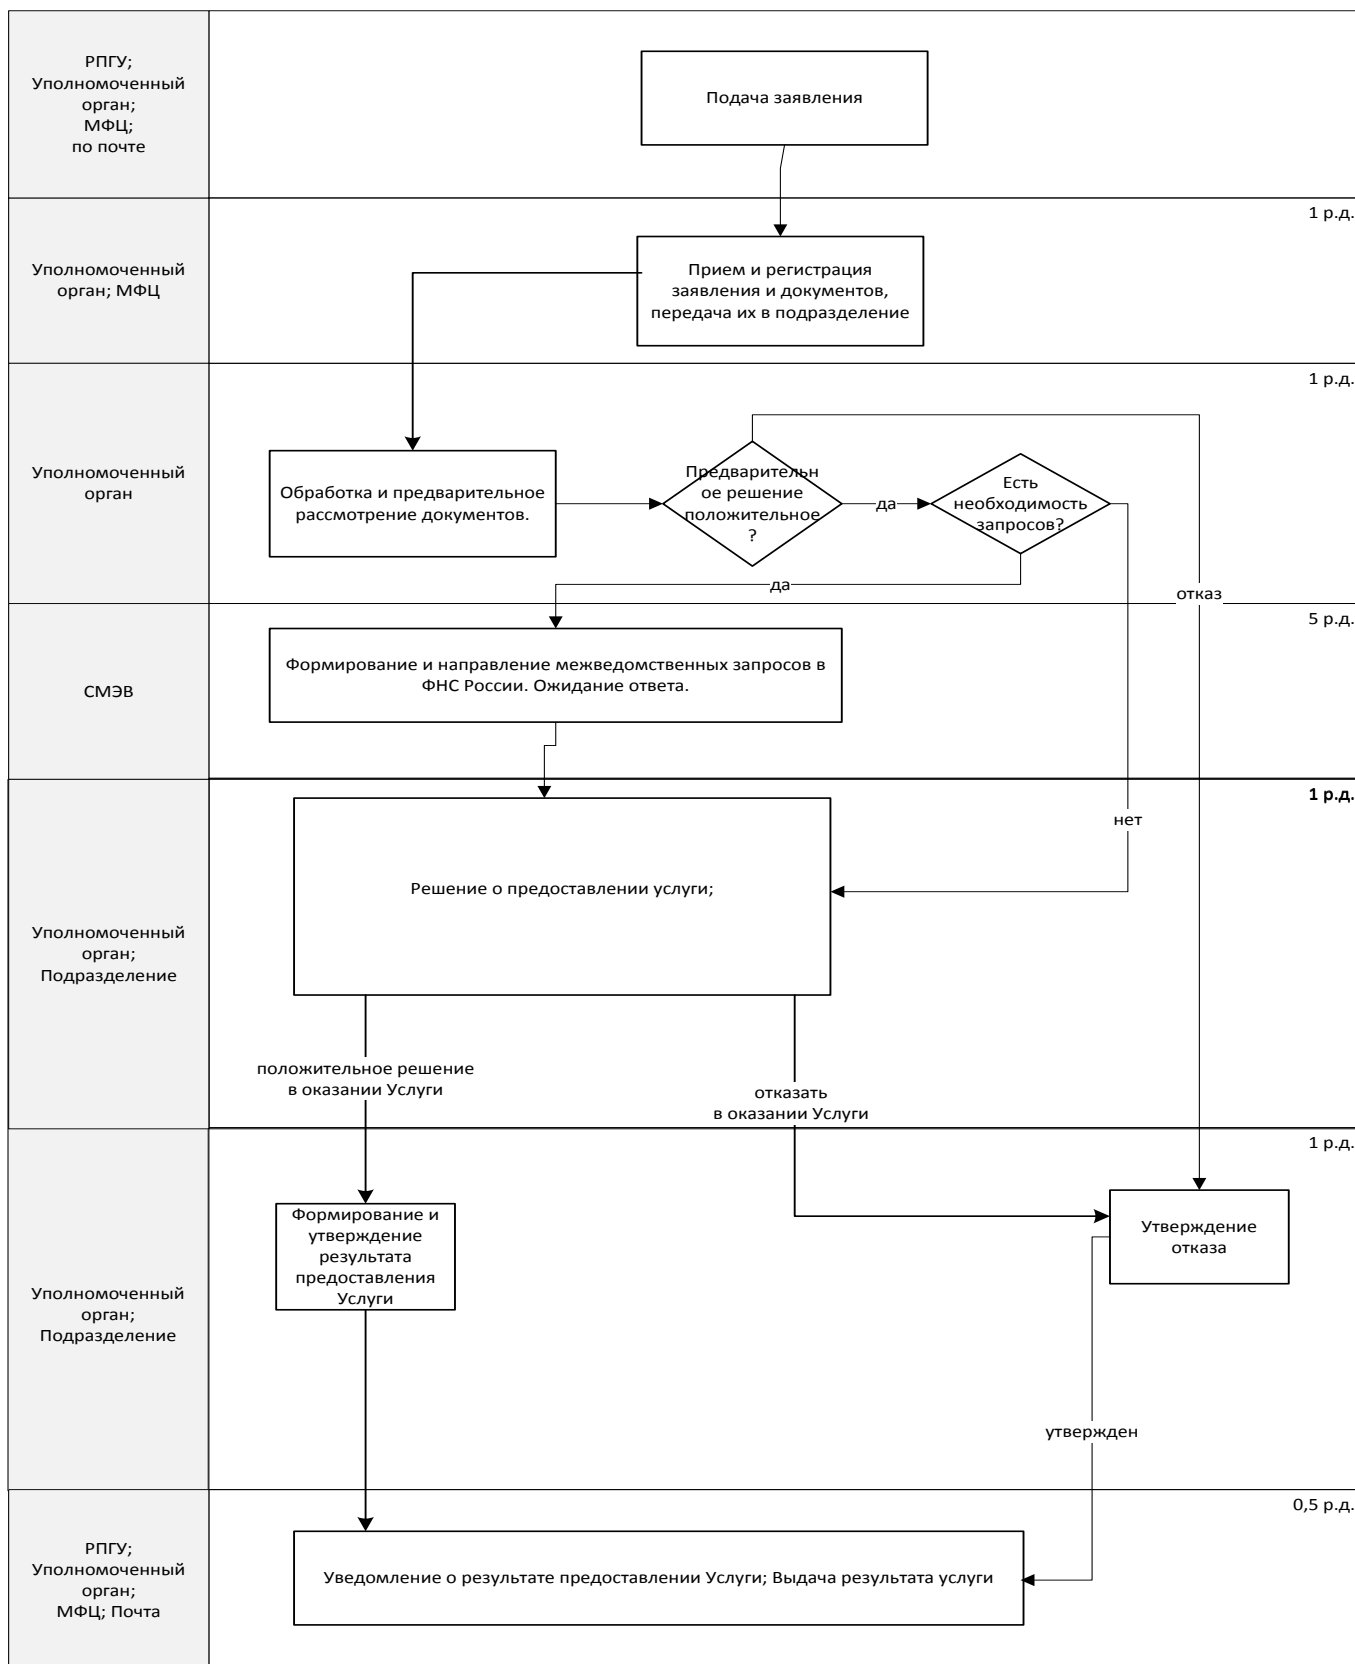 РПГУ;
Уполномоченный
орган;
МФЦ;
по почте
Подача заявления
1 р.д.
Уполномоченный
орган; МФЦ
Прием и регистрация
заявления и документов,
передача их в подразделение
1 р.д.
Уполномоченный
орган
Обработка и предварительное
рассмотрение документов.
Предварительн
ое решение
положительное
?
да
Есть
необходимость
запросов?
да
отказ
5 р.д.
СМЭВ
Формирование и направление межведомственных запросов в
ФНС России. Ожидание ответа.
1 р.д.
нет
Уполномоченный
орган;
Подразделение
Решение о предоставлении услуги;
положительное решение
в оказании Услуги
отказать
в оказании Услуги
1 р.д.
Уполномоченный
орган;
Подразделение
Формирование и
утверждение
результата
предоставления
Услуги
Утверждение
отказа
утвержден
0,5 р.д.
РПГУ;
Уполномоченный
орган;
МФЦ; Почта
Уведомление о результате предоставлении Услуги; Выдача результата услуги